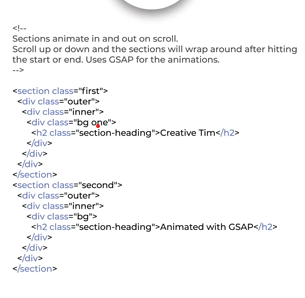 <!--
Sections animate in and out on scroll.
Scroll up or down and the sections will wrap around after hitting
the start or end. Uses GSAP for the animations.
-->
<section class="first">
<div class="outer">
<div class="inner">
<div class="bg one">
<h2 class="section-heading">Creative Tim</h2>
</div>
</div>
</div>
</section>
<section class="second">
<div class="outer">
<div class="inner">
<div class="bg">
<h2 class="section-heading">Animated with GSAP</h2>
</div>
</div>
</div>
</section>